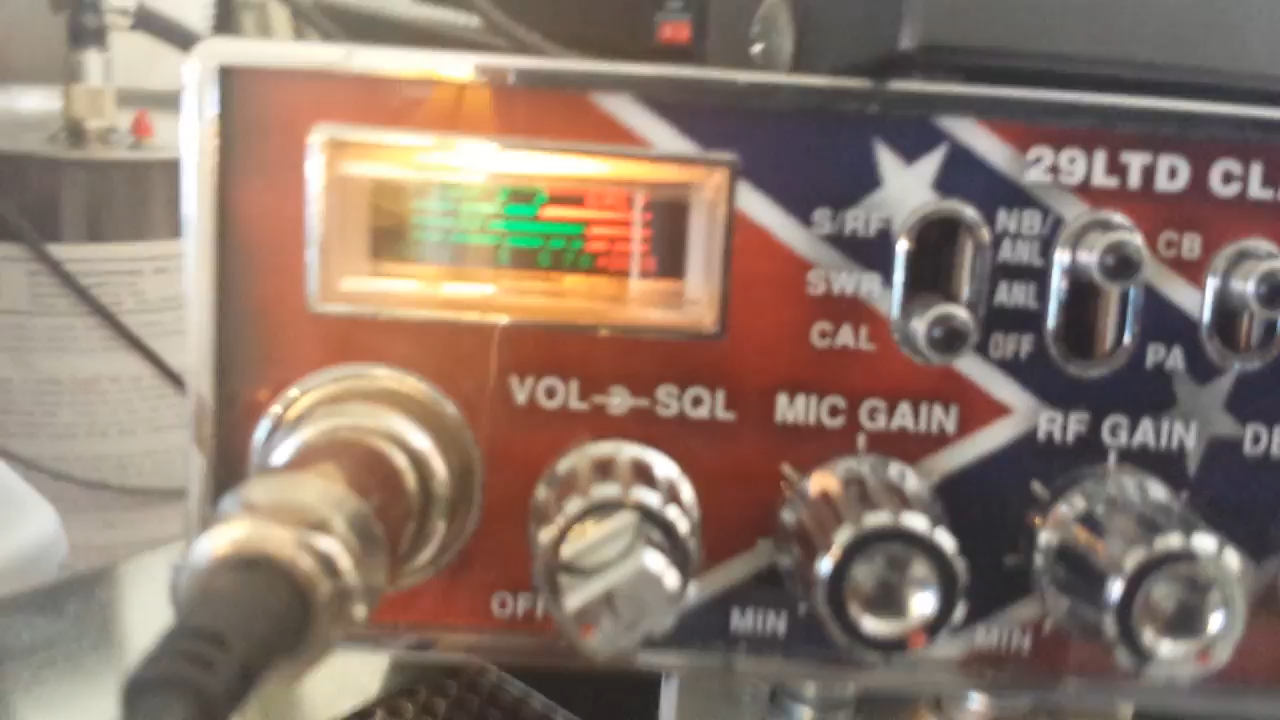 29LTD CL
S/RF
NB/
ANL
CB
SWR
ANL
CAL
OFF
PA
VOL SQL
MIC GAIN
RF GAIN
DE
OFF
MIN
MIN